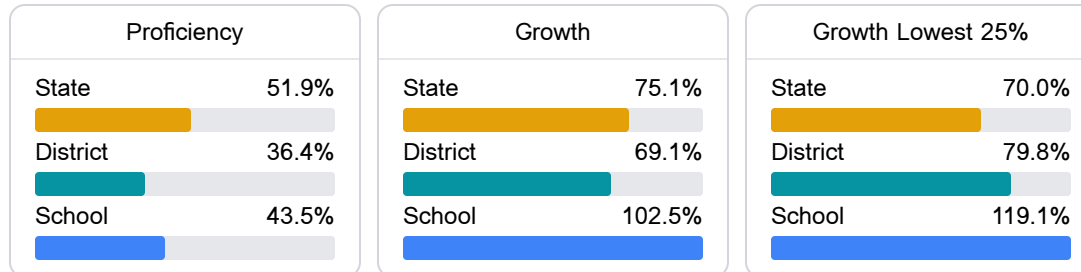 Proficiency
State 51.9%
District 36.4%
School 43.5%
Growth
State 75.1%
District 69.1%
School 102.5%
Growth Lowest 25%
State 70.0%
District 79.8%
School 119.1%